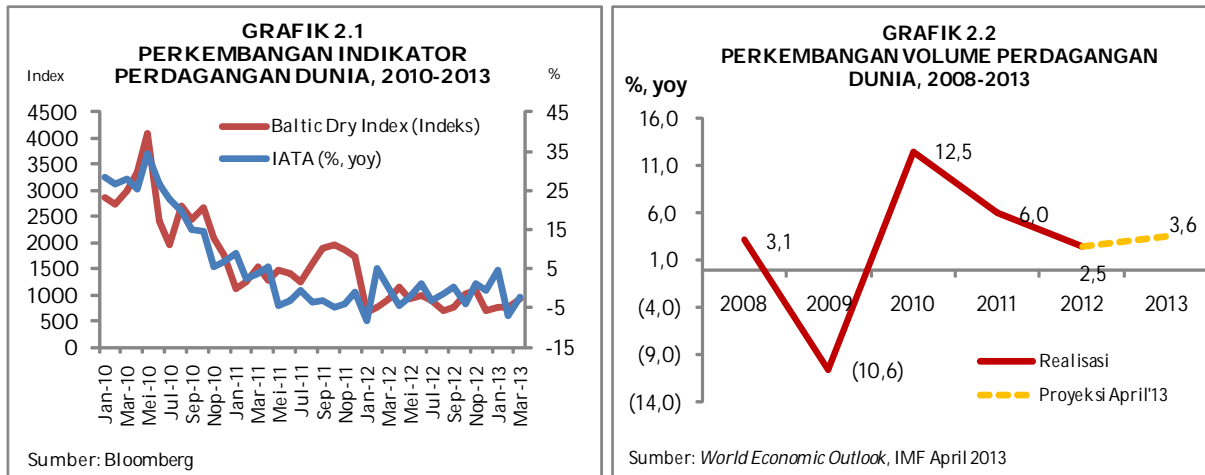 GRAFIK 2.1
PERKEMBANGAN INDIKATOR
PERDAGANGAN DUNIA, 2010-2013
Index
%
4500
4000
3500
3000
2500
2000
1500
1000
500
0
45
35
25
15
5
-5
-15
Baltic Dry Index (Indeks)
IATA (%, yoy)
Jan-10
Mar-10
Mei-10
Jul-10
Sep-10
Nop-10
Jan-11
Mar-11
Mei-11
Jul-11
Sep-11
Nop-11
Jan-12
Mar-12
Mei-12
Jul-12
Sep-12
Nop-12
Jan-13
Mar-13
Sumber: Bloomberg
GRAFIK 2.2
PERKEMBANGAN VOLUME PERDAGANGAN
DUNIA, 2008-2013
%, yoy
16,0
11,0
6,0
1,0
(4,0)
(9,0)
(14,0)
3,1
(10,6)
12,5
6,0
2,5
3,6
2008
2009
2010
2011
2012
2013
Realisasi
Proyeksi April'13
Sumber: World Economic Outlook, IMF April 2013